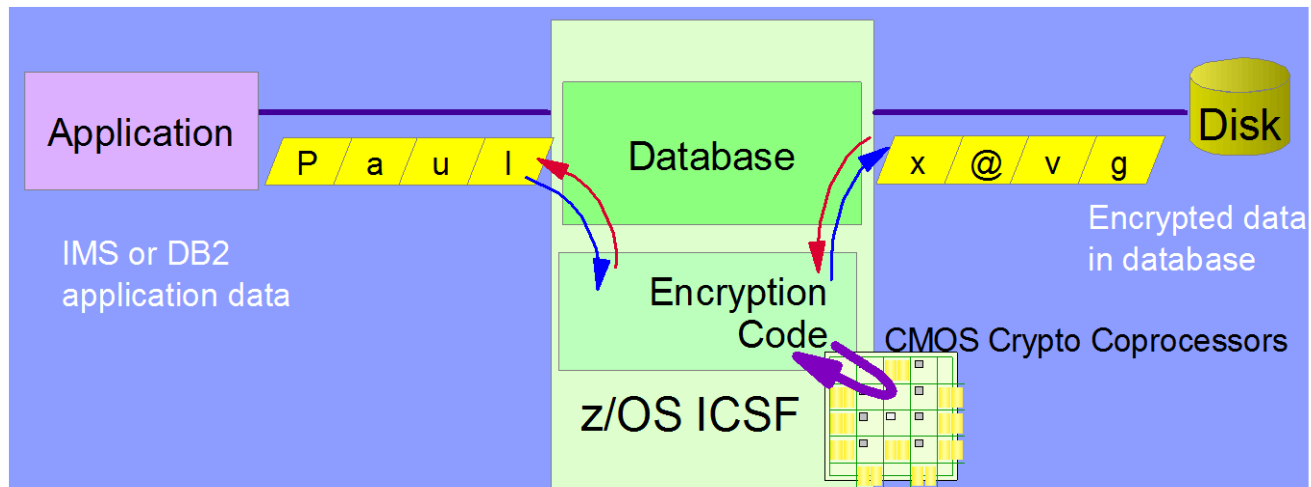 Application
P a u l
IMS or DB2
application data
Database
Encryption
Code
z/OS ICSF
CMOS Crypto Coprocessors
x @ v g
Disk
Encrypted data
in database